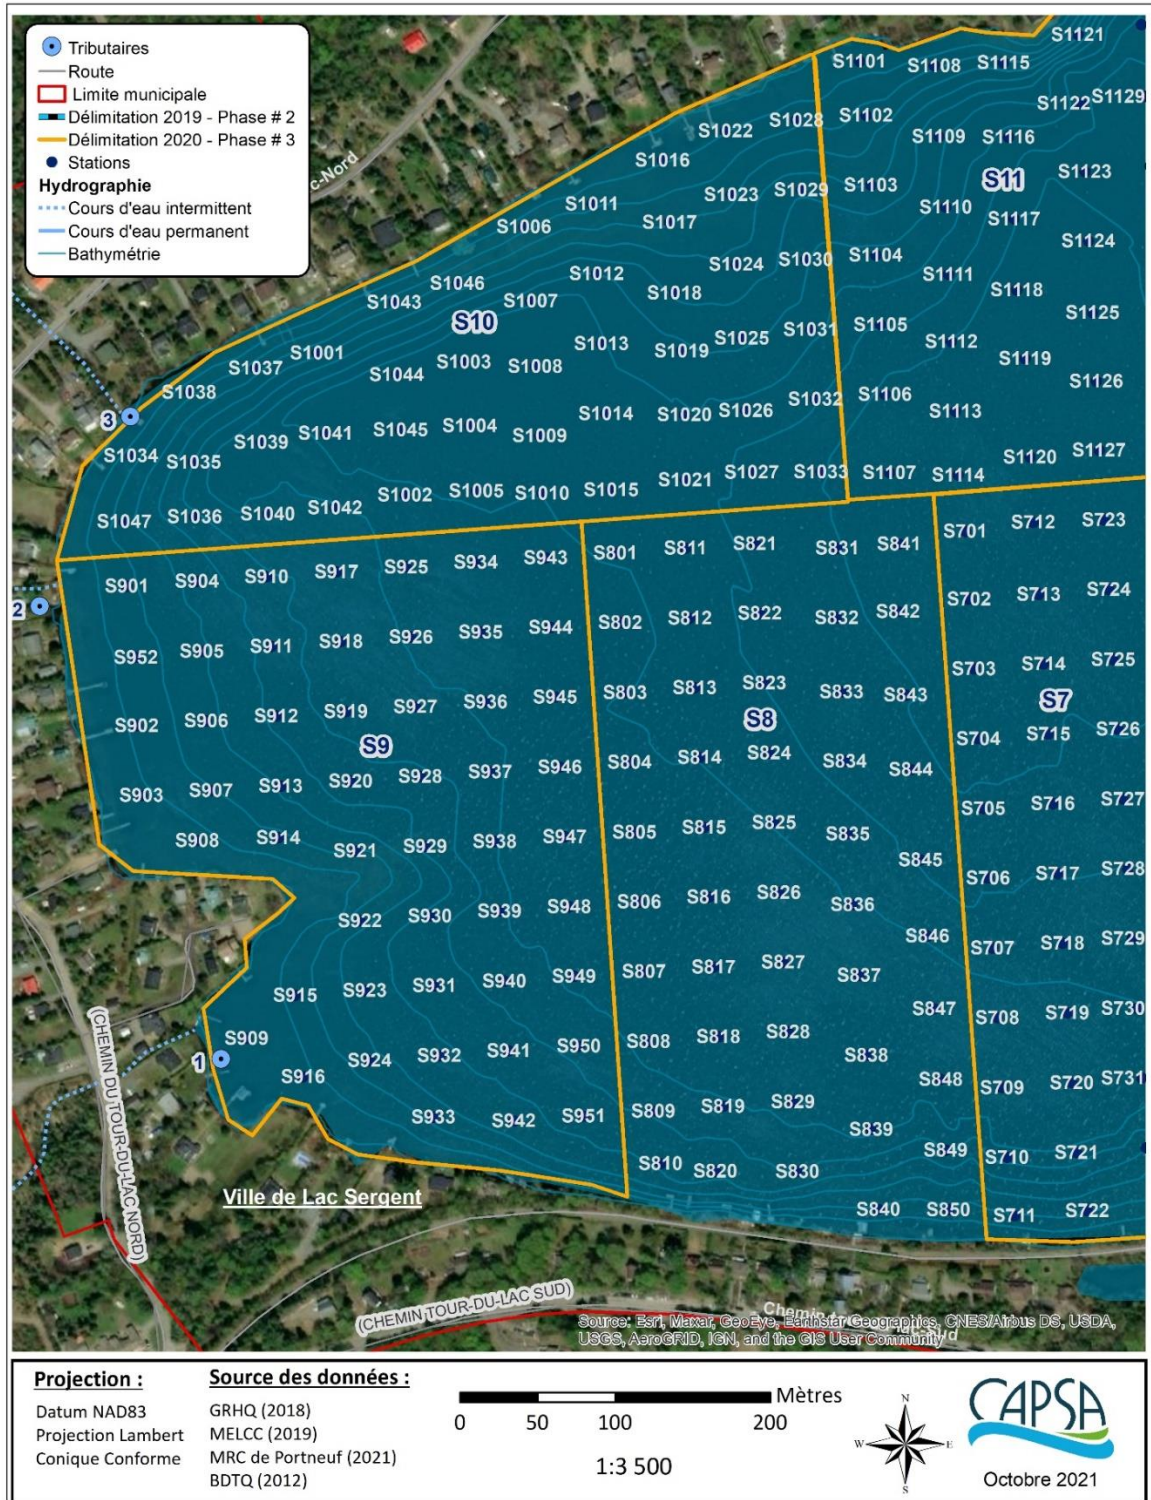 Tributaires
Route
Limite municipale
Délimitation 2019 - Phase # 2
Délimitation 2020 - Phase # 3
Stations
Hydrographie
Cours d'eau intermittent
Cours d'eau permanent
Bathymétrie
c-Nord
S1121
S1101 S1108 S1115
S1022 S1028 S1102 S1122 S1129
S1016 S1109 S1116
S1023 S1029 S1103 S11 S1123
S1011 S1017 S1110 S1117
S1006 S1024 S1030 S1104 S1124
S1046 S1012 S1018 S1111 S1118
S1043 S1007 S1125
S10 S1013 S1025 S1031 S1105 S1112
S1037 S1001 S1003 S1008 S1019 S1119
S1038 S1044 S1032 S1106 S1126
3 S1041 S1045 S1004 S1014 S1020 S1026 S1113
S1034 S1035 S1039 S1009 S1120 S1127
S1021 S1027 S1033 S1107 S1114
S1047 S1036 S1040 S1042 S1002 S1005 S1010 S1015
S901 S904 S910 S917 S925 S934 S943 S801 S811 S821 S831 S841 S701 S712 S723
2 S802 S812 S822 S832 S842 S702 S713 S724
S952 S905 S911 S918 S926 S935 S944
S803 S813 S823 S833 S843 S703 S714 S725
S902 S906 S912 S919 S927 S936 S945 S8 S7
S9 S804 S814 S824 S834 S844 S704 S715 S726
S903 S907 S913 S920 S928 S937 S946 S705 S716 S727
S908 S914 S921 S929 S938 S947 S805 S815 S825 S835 S845
S706 S717 S728
S922 S930 S939 S948 S806 S816 S826 S836 S846 S707 S718 S729
S915 S923 S931 S940 S949 S807 S817 S827 S837
S847 S708 S719 S730
S909 S924 S932 S941 S950 S808 S818 S828 S838
1 S916 S848 S709 S720 S731
S933 S942 S951 S809 S819 S829 S839
S810 S820 S830 S849 S710 S721
S840 S850 S711 S722
(CHEMIN DU TOUR-DU-LAC NORD)
Ville de Lac Sergent
(CHEMIN TOUR-DU-LAC SUD)
Source: Esri, Maxar, GeoEye, Earthstar Geographics, CNES/Airbus DS, USDA,
USGS, AeroGRID, IGN, and the GIS User Community
Projection :
Datum NAD83
Projection Lambert
Conique Conforme
Source des données :
GRHQ (2018)
MELCC (2019)
MRC de Portneuf (2021)
BDTQ (2012)
Mètres
0 50 100 200
1:3 500
N
W E
S
CAPSA
Octobre 2021